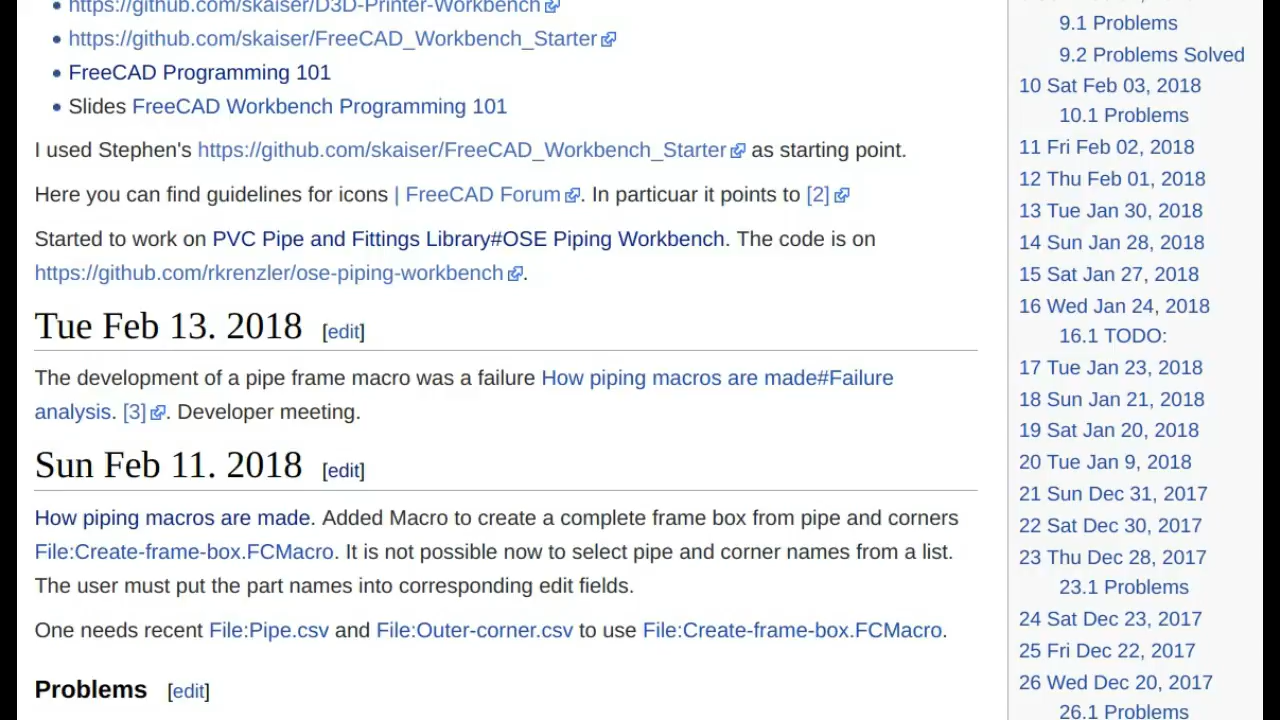 https://github.com/skaiser/D3D-Printer-Workbench
https://github.com/skaiser/FreeCAD_Workbench_Starter
FreeCAD Programming 101
Slides FreeCAD Workbench Programming 101
I used Stephen's https://github.com/skaiser/FreeCAD_Workbench_Starter as starting point.
Here you can find guidelines for icons | FreeCAD Forum. In particuar it points to [2]
Started to work on PVC Pipe and Fittings Library#OSE Piping Workbench. The code is on
https://github.com/rkrenzler/ose-piping-workbench.
Tue Feb 13. 2018 [edit]
The development of a pipe frame macro was a failure How piping macros are made#Failure
analysis. [3]. Developer meeting.
Sun Feb 11. 2018 [edit]
How piping macros are made. Added Macro to create a complete frame box from pipe and corners
File:Create-frame-box.FCMacro. It is not possible now to select pipe and corner names from a list.
The user must put the part names into corresponding edit fields.
One needs recent File:Pipe.csv and File:Outer-corner.csv to use File:Create-frame-box.FCMacro.
Problems [edit]
9.1 Problems
9.2 Problems Solved
10 Sat Feb 03, 2018
10.1 Problems
11 Fri Feb 02, 2018
12 Thu Feb 01, 2018
13 Tue Jan 30, 2018
14 Sun Jan 28, 2018
15 Sat Jan 27, 2018
16 Wed Jan 24, 2018
16.1 TODO:
17 Tue Jan 23, 2018
18 Sun Jan 21, 2018
19 Sat Jan 20, 2018
20 Tue Jan 9, 2018
21 Sun Dec 31, 2017
22 Sat Dec 30, 2017
23 Thu Dec 28, 2017
23.1 Problems
24 Sat Dec 23, 2017
25 Fri Dec 22, 2017
26 Wed Dec 20, 2017
26.1 Problems